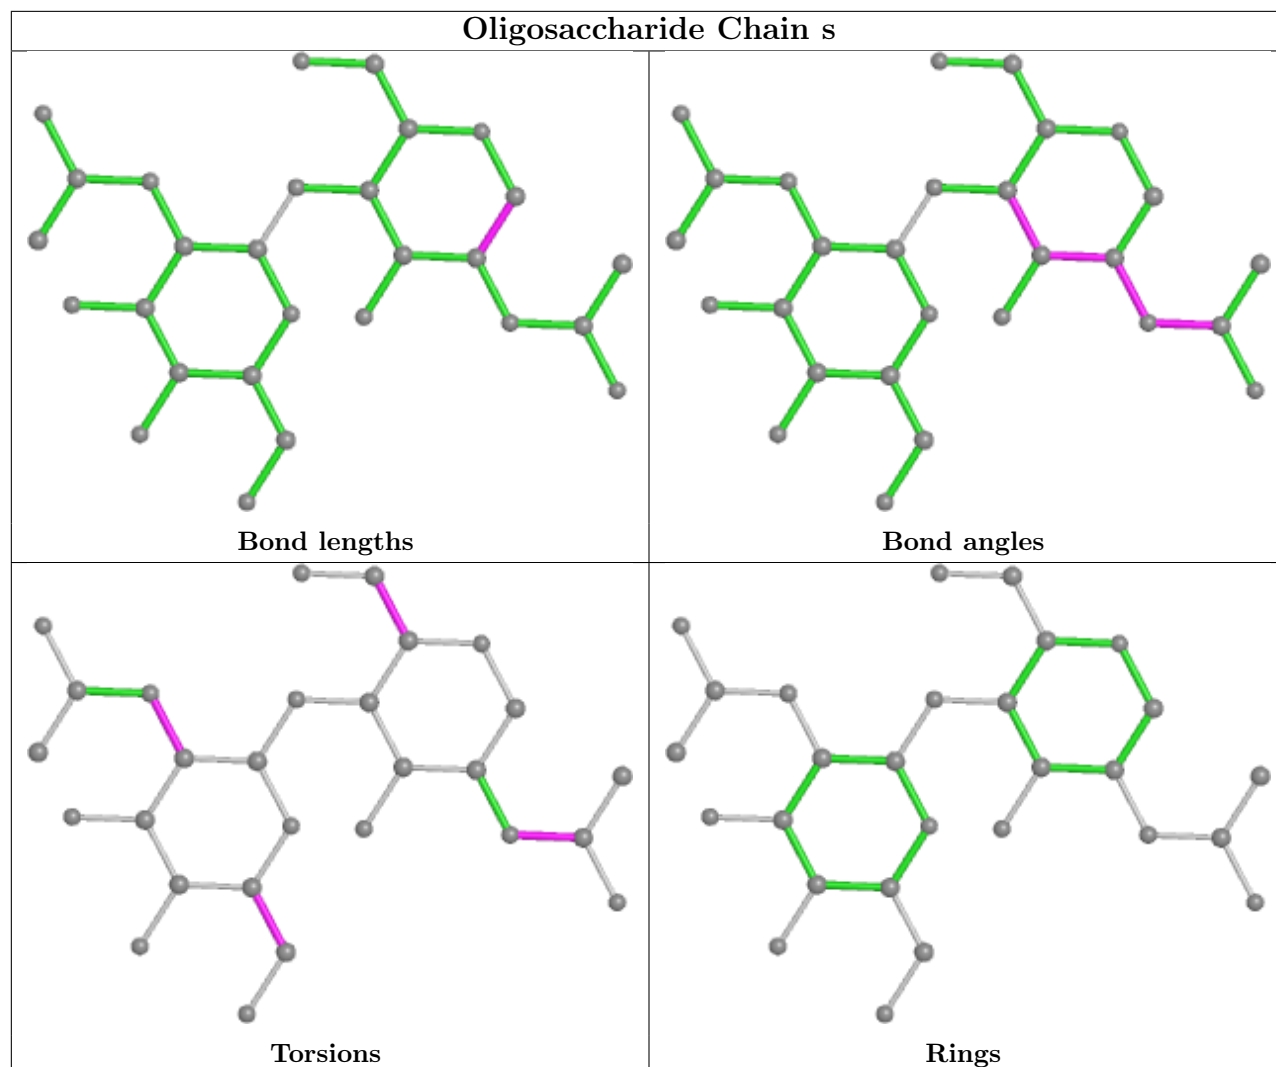 Oligosaccharide Chain s
Bond lengths
Bond angles
Torsions
Rings